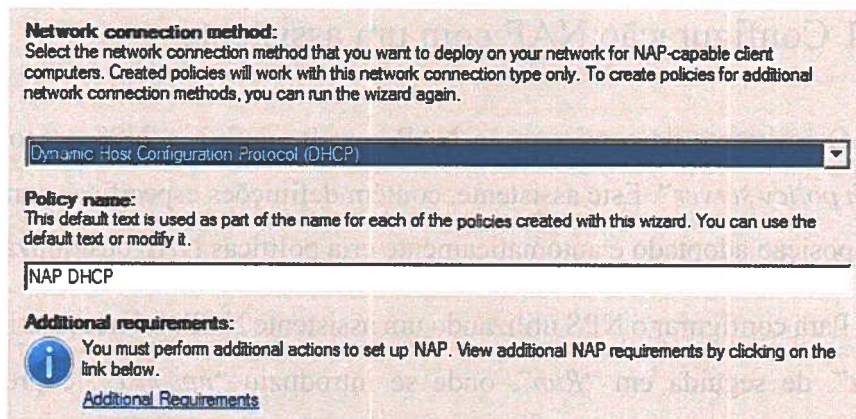 Network connection method:
Select the network connection method that you want to deploy on your network for NAP-capable client
computers. Created policies will work with this network connection type only. To create policies for additional
network connection methods, you can run the wizard again.
Dynamic Host Configuration Protocol (DHCP)
Policy name:
This default text is used as part of the name for each of the policies created with this wizard. You can use the
default text or modify it.
NAP DHCP
Additional requirements:
You must perform additional actions to set up NAP. View additional NAP requirements by clicking on the
link below.
Additional Requirements